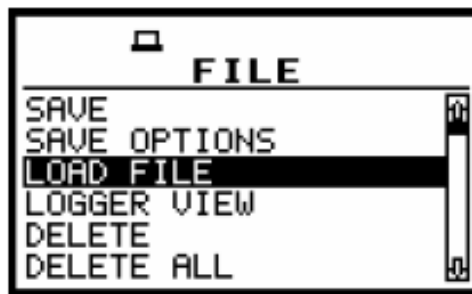 FILE
SAVE
SAVE OPTIONS
LOAD FILE
LOGGER VIEW
DELETE
DELETE ALL